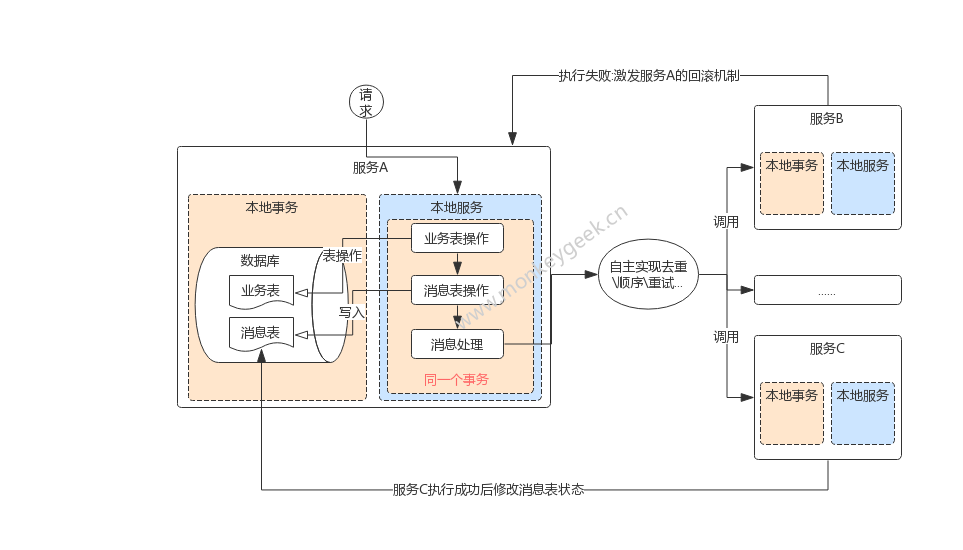 执行失败:激发服务A的回滚机制
请
求
服务A
本地事务
本地服务
业务表操作
数据库
表操作
业务表
消息表操作
写入
消息表
消息处理
同一个事务
自主实现去重
\顺序\重试...
调用
调用
服务B
本地事务
本地服务
......
服务C
本地事务
本地服务
服务C执行成功后修改消息表状态
www.monkeygeek.cn